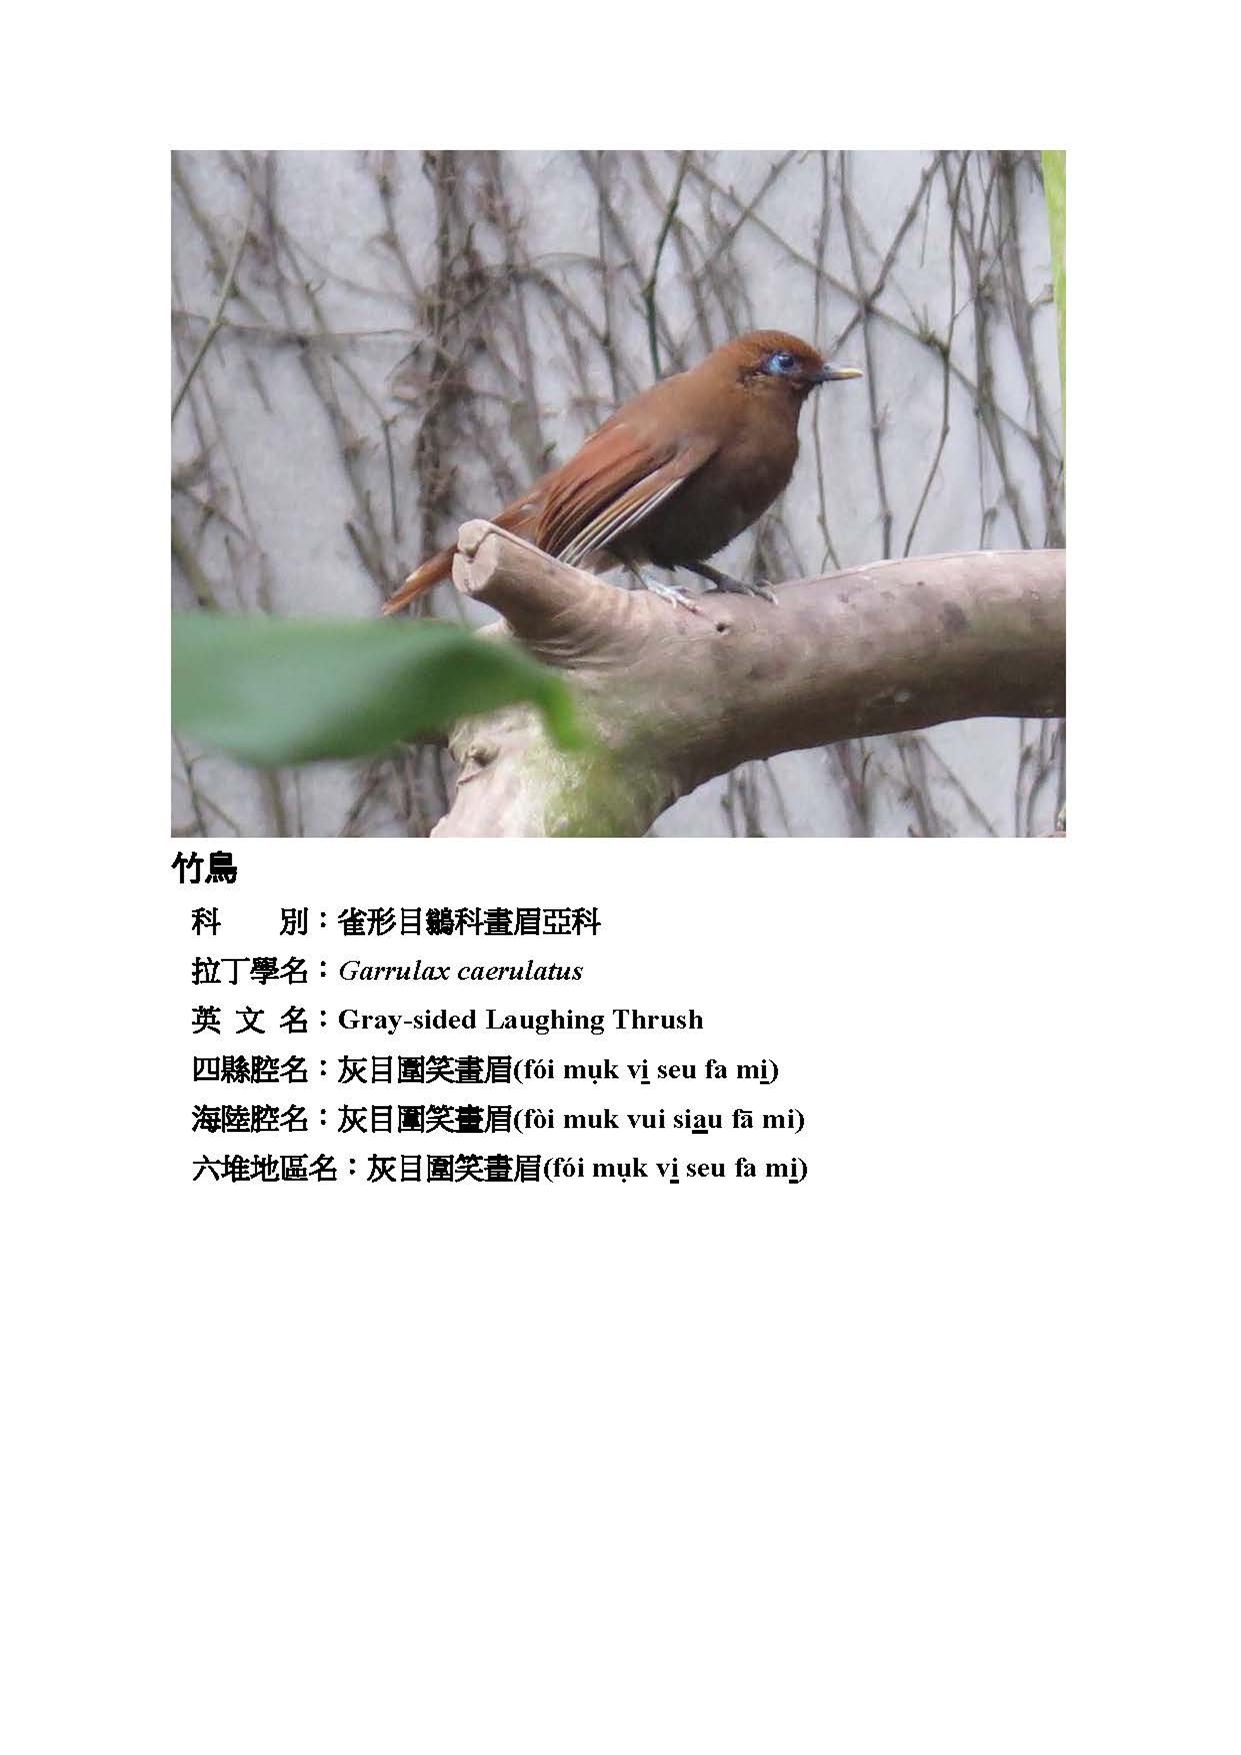 竹鳥
科　　別：雀形目鶲科畫眉亞科
拉丁學名：Garrulax caerulatus
英 文 名：Gray-sided Laughing Thrush
四縣腔名：灰目圍笑畫眉(fói mụk vi̲ seu fa mi̲)
海陸腔名：灰目圍笑畫眉(fòi muk vui sia̲u fā mi)
六堆地區名：灰目圍笑畫眉(fói mụk vi̲ seu fa mi̲)